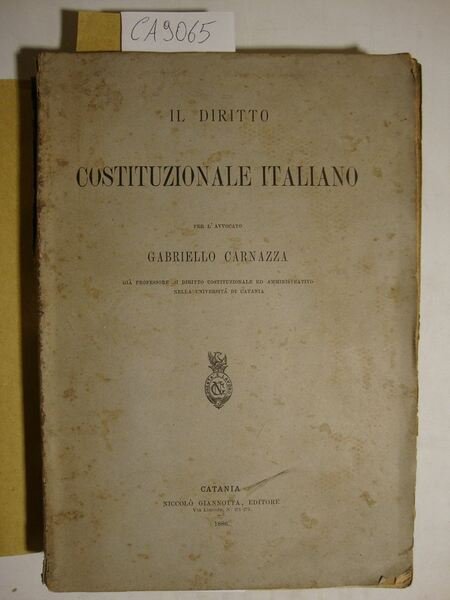 CA9065
IL DIRITTO
COSTITUZIONALE ITALIANO
PER L'AVVOCATO
GABRIELLO CARNAZZA
GIÀ PROFESSORE DI DIRITTO COSTITUZIONALE ED AMMINISTRATIVO
NELLA UNIVERSITÀ DI CATANIA
CATANIA
NICCOLÒ GIANNOTTA, EDITORE
1886.